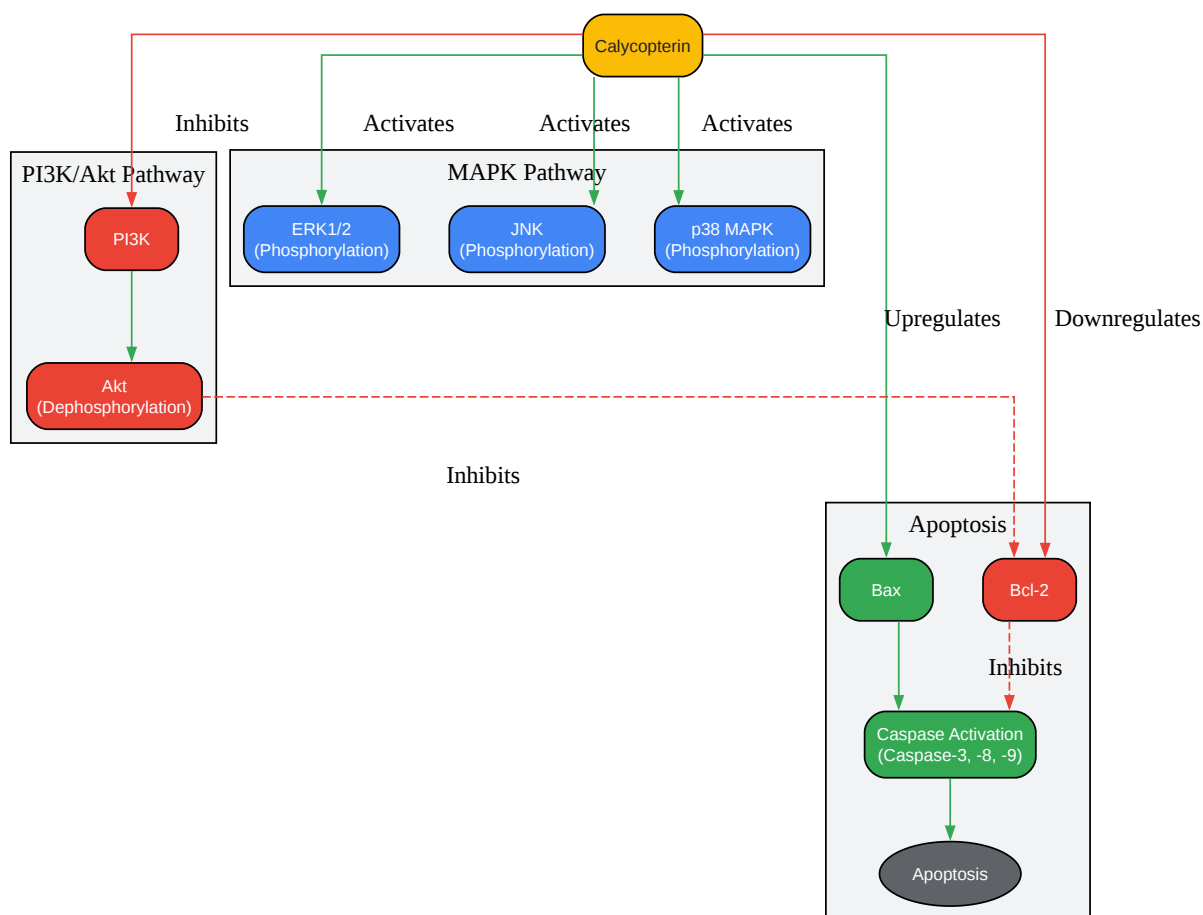 Calycopterin
Inhibits
Activates
Activates
Activates
PI3K/Akt Pathway
MAPK Pathway
PI3K
ERK1/2
(Phosphorylation)
JNK
(Phosphorylation)
p38 MAPK
(Phosphorylation)
Upregulates
Downregulates
Akt
(Dephosphorylation)
Inhibits
Apoptosis
Bax
Bcl-2
Inhibits
Caspase Activation
(Caspase-3, -8, -9)
Apoptosis